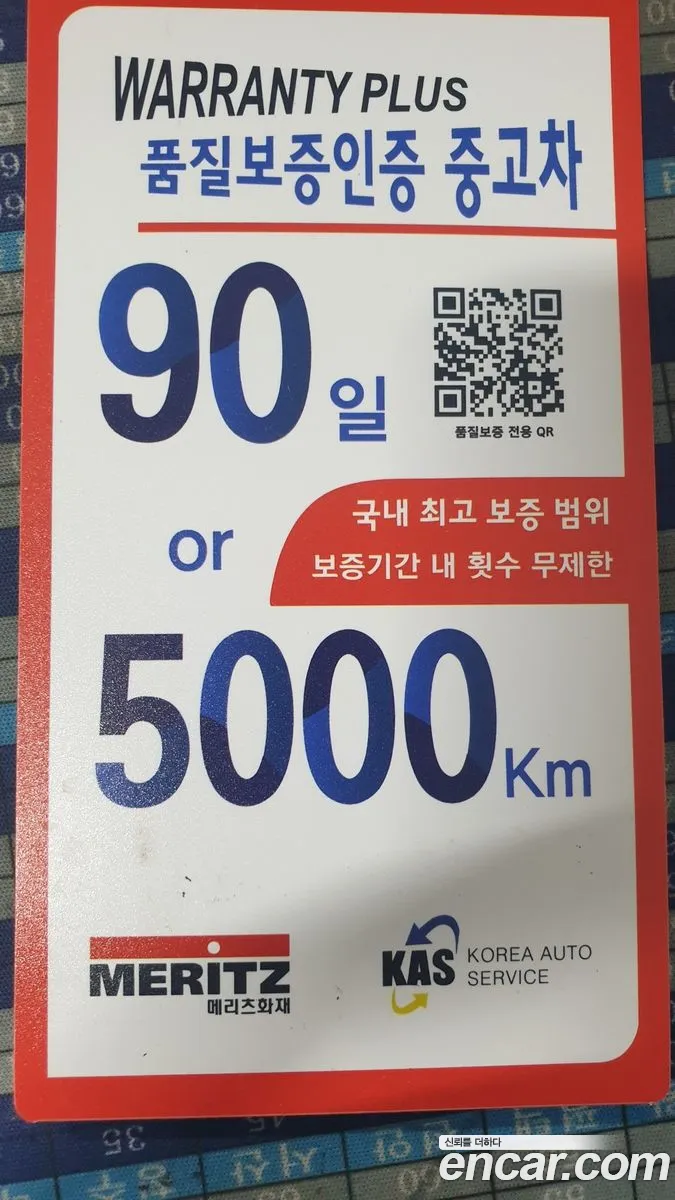 WARRANTY PLUS
품질보증인증 중고차
90일
품질보증 전용 QR
or
국내 최고 보증 범위
보증기간 내 횟수 무제한
5000Km
MERITZ
메리츠화재
KAS
KOREA AUTO
SERVICE
35
45
신뢰를 더하다
encar.com